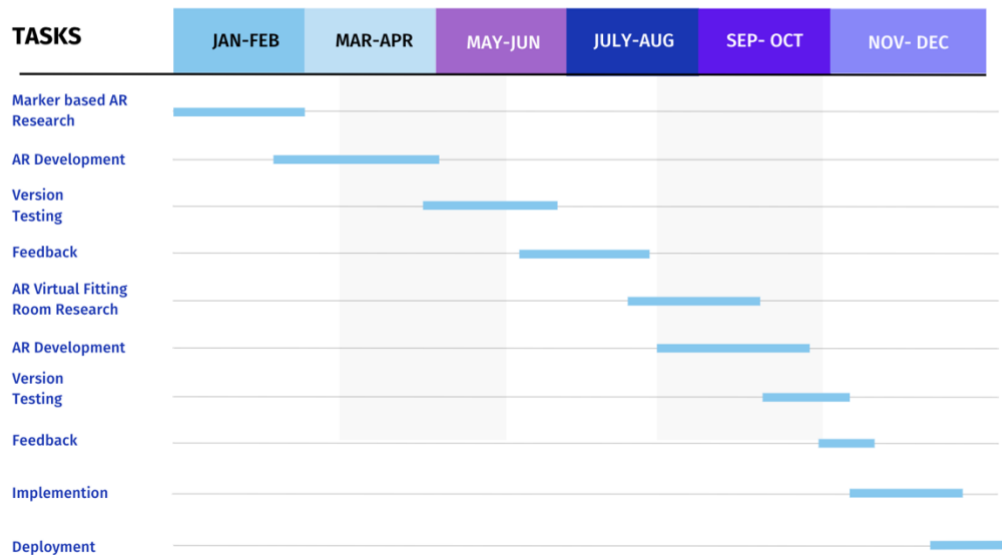 TASKS
JAN-FEB
MAR-APR
MAY-JUN
JULY-AUG
SEP- OCT
NOV- DEC
Marker based AR
Research
AR Development
Version
Testing
Feedback
AR Virtual Fitting
Room Research
AR Development
Version
Testing
Feedback
Implemention
Deployment